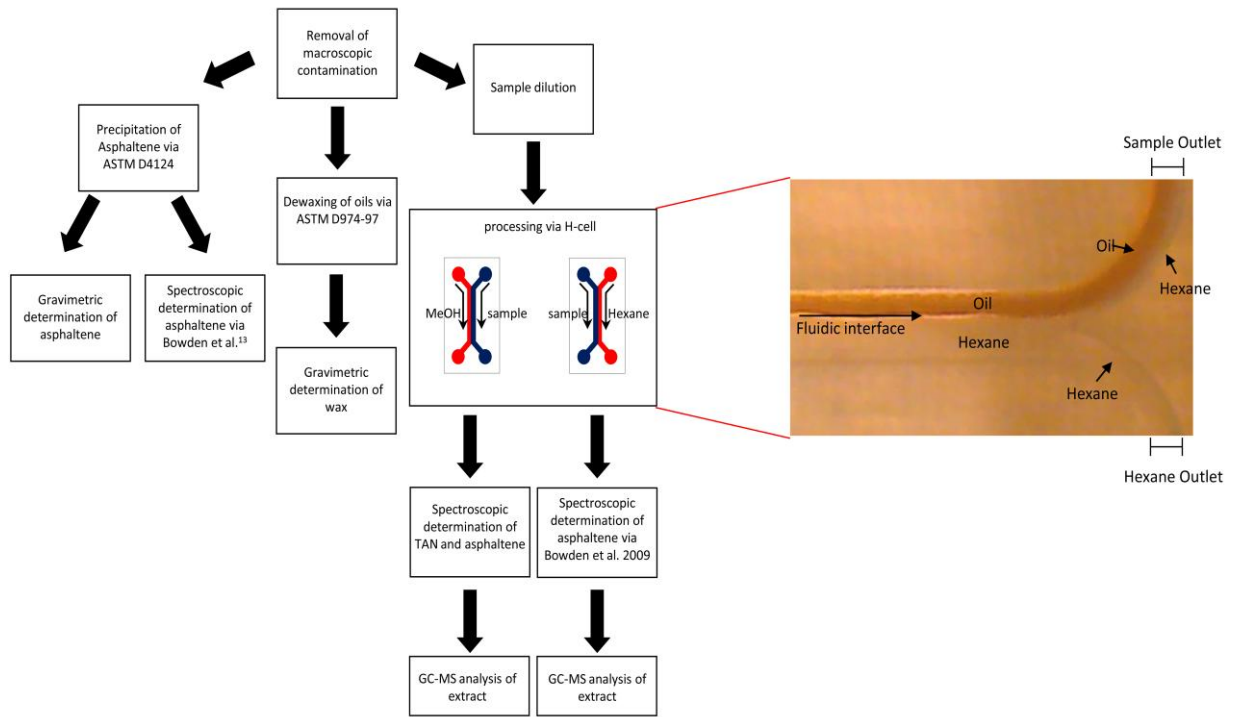 Removal of
macroscopic
contamination
Sample dilution
Precipitation of
Asphaltene via
ASTM D4124
Dewaxing of oils via
ASTM D974-97
Gravimetric
determination of
asphaltene
Spectroscopic
determination of
asphaltene via
Bowden et al.¹³
Gravimetric
determination of
wax
processing via H-cell
MeOH
sample
sample
Hexane
Spectroscopic
determination of
TAN and asphaltene
Spectroscopic
determination of
asphaltene via
Bowden et al. 2009
GC-MS analysis of
extract
GC-MS analysis of
extract
Sample Outlet
Oil
Hexane
Oil
Fluidic interface
Hexane
Hexane
Hexane Outlet